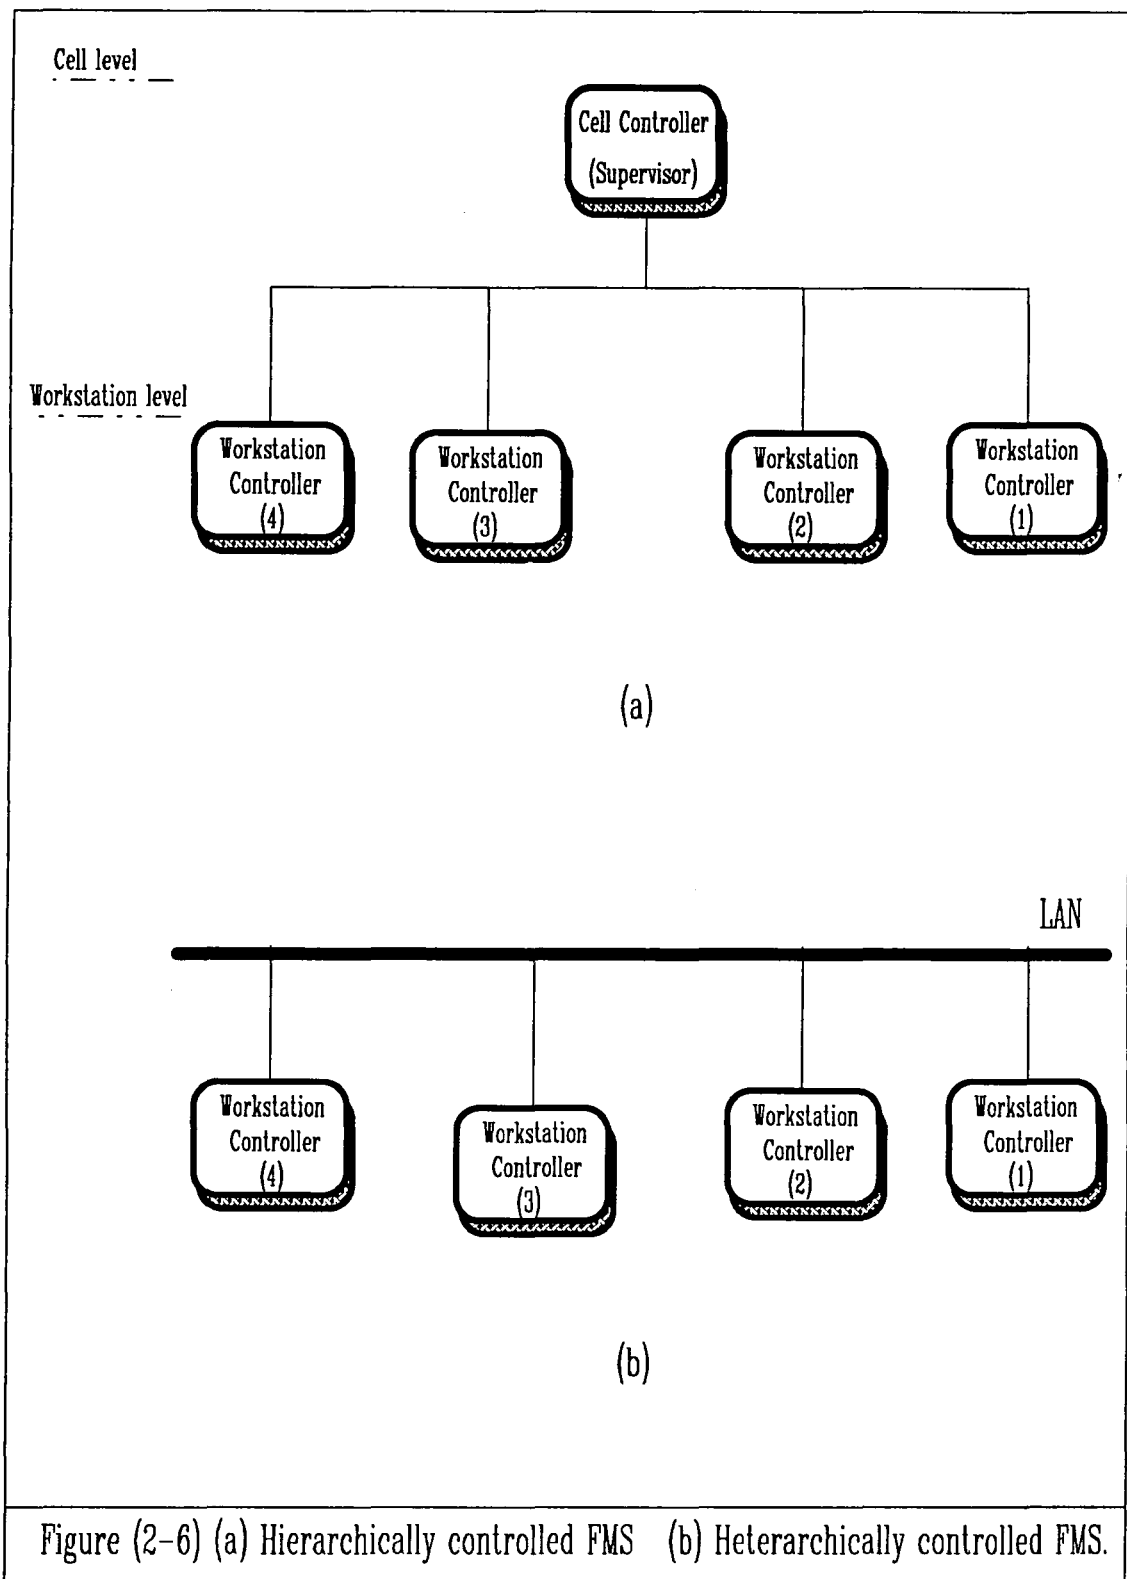 Cell level
Cell Controller
(Supervisor)
Workstation level
Workstation
Controller
(4)
Workstation
Controller
(3)
Workstation
Controller
(2)
Workstation
Controller
(1)
(a)
LAN
Workstation
Controller
(4)
Workstation
Controller
(3)
Workstation
Controller
(2)
Workstation
Controller
(1)
(b)
Figure (2-6) (a) Hierarchically controlled FMS (b) Heterarchically controlled FMS.